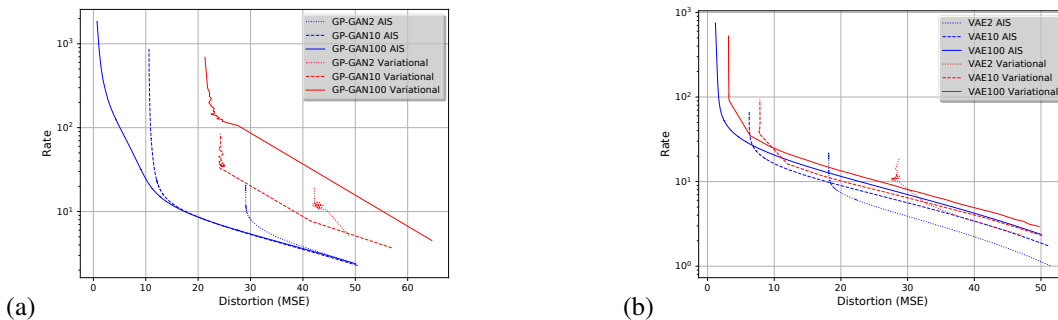 GP-GAN2 AIS
GP-GAN10 AIS
GP-GAN100 AIS
GP-GAN2 Variational
GP-GAN10 Variational
GP-GAN100 Variational
10³
10²
10¹
Rate
0 10 20 30 40 50 60
Distortion (MSE)
(a)
VAE2 AIS
VAE10 AIS
VAE100 AIS
VAE2 Variational
VAE10 Variational
VAE100 Variational
10³
10²
10¹
10⁰
Rate
0 10 20 30 40 50
Distortion (MSE)
(b)